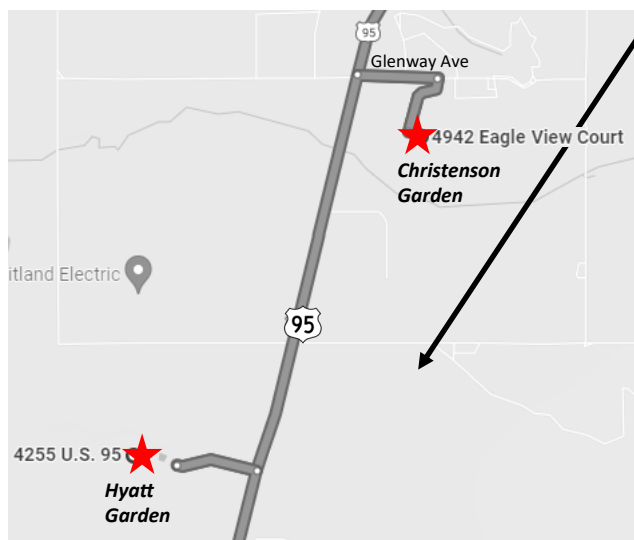 95
Glenway Ave
4942 Eagle View Court
Christenson
Garden
itland Electric
95
4255 U.S. 95
Hyatt
Garden